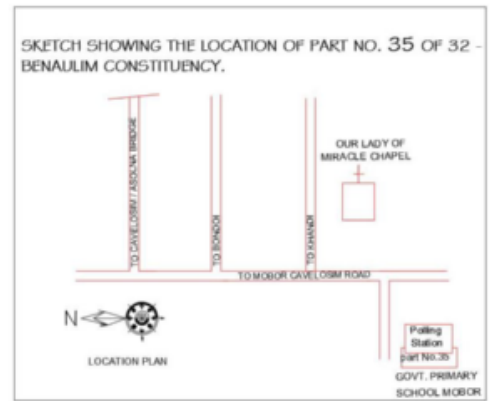 SKETCH SHOWING THE LOCATION OF PART NO. 35 OF 32 -
BENAULIM CONSTITUENCY.
OUR LADY OF
MIRACLE CHAPEL
TO CAVELOSIM / ASOLNA BRIDGE
TO BONDOI
TO KHANDI
TO MOBOR CAVELOSIM ROAD
N
LOCATION PLAN
Polling
Station
part No.35
GOVT. PRIMARY
SCHOOL MOBOR